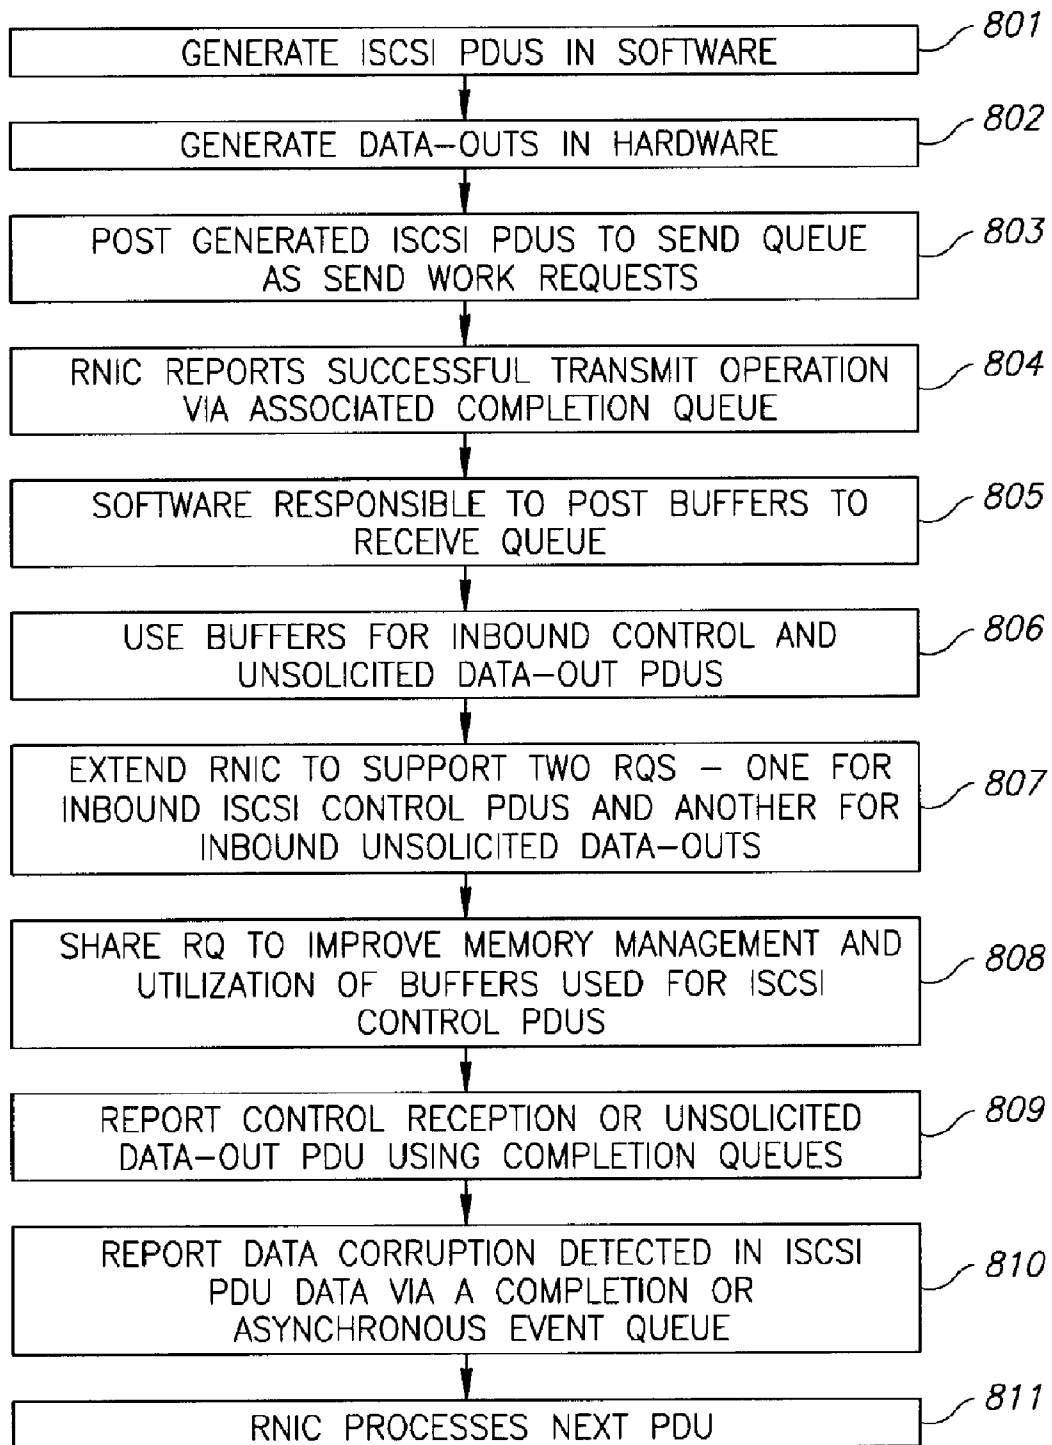 GENERATE ISCSI PDUS IN SOFTWARE
801
GENERATE DATA-OUTS IN HARDWARE
802
POST GENERATED ISCSI PDUS TO SEND QUEUE
AS SEND WORK REQUESTS
803
RNIC REPORTS SUCCESSFUL TRANSMIT OPERATION
VIA ASSOCIATED COMPLETION QUEUE
804
SOFTWARE RESPONSIBLE TO POST BUFFERS TO
RECEIVE QUEUE
805
USE BUFFERS FOR INBOUND CONTROL AND
UNSOLICITED DATA-OUT PDUS
806
EXTEND RNIC TO SUPPORT TWO RQS – ONE FOR
INBOUND ISCSI CONTROL PDUS AND ANOTHER FOR
INBOUND UNSOLICITED DATA-OUTS
807
SHARE RQ TO IMPROVE MEMORY MANAGEMENT AND
UTILIZATION OF BUFFERS USED FOR ISCSI
CONTROL PDUS
808
REPORT CONTROL RECEPTION OR UNSOLICITED
DATA-OUT PDU USING COMPLETION QUEUES
809
REPORT DATA CORRUPTION DETECTED IN ISCSI
PDU DATA VIA A COMPLETION OR
ASYNCHRONOUS EVENT QUEUE
810
RNIC PROCESSES NEXT PDU
811